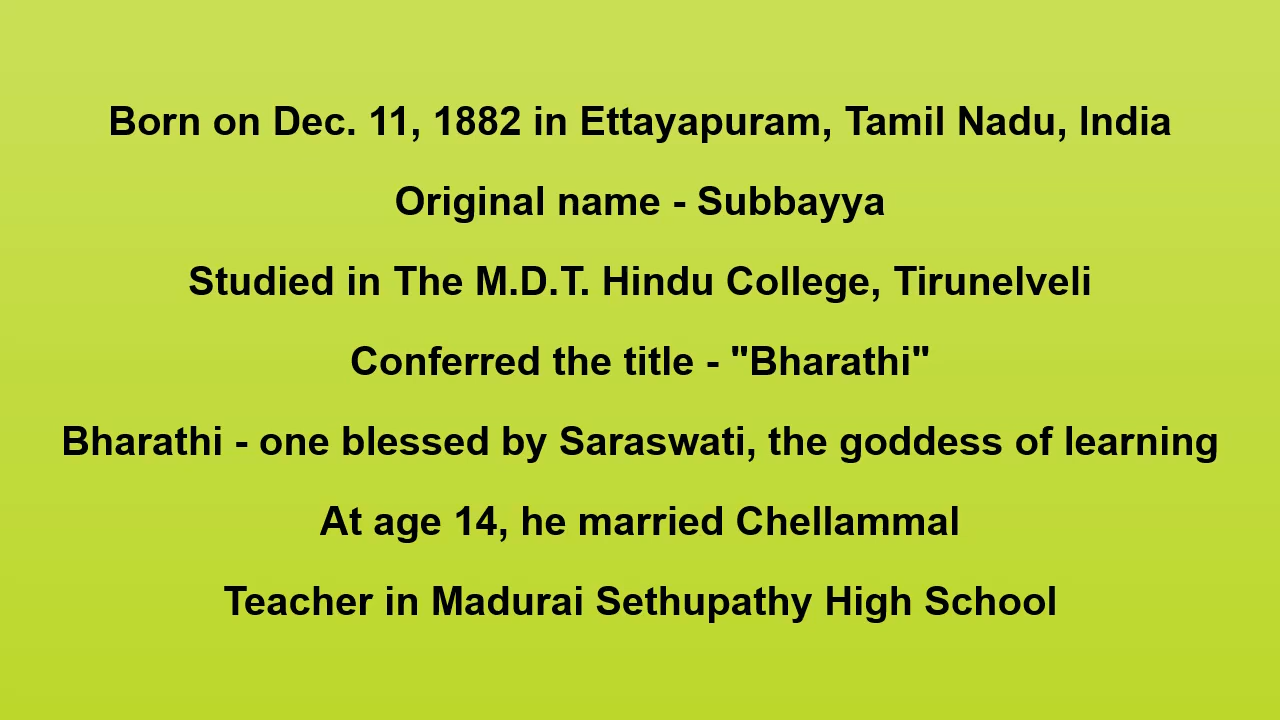 Born on Dec. 11, 1882 in Ettayapuram, Tamil Nadu, India
Original name - Subbayya
Studied in The M.D.T. Hindu College, Tirunelveli
Conferred the title - "Bharathi"
Bharathi - one blessed by Saraswati, the goddess of learning
At age 14, he married Chellammal
Teacher in Madurai Sethupathy High School